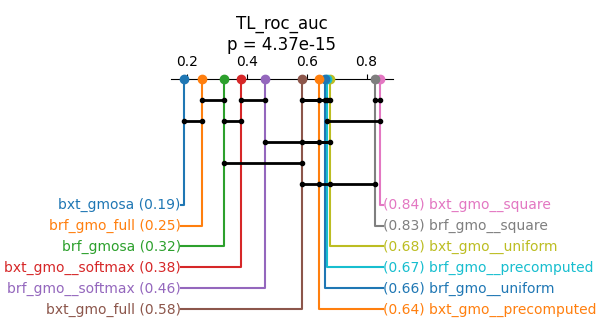 TL_roc_auc
p = 4.37e-15
0.2 0.4 0.6 0.8
bxt_gmosa (0.19) (0.84) bxt_gmo__square
brf_gmo_full (0.25) (0.83) brf_gmo__square
brf_gmosa (0.32) (0.68) bxt_gmo__uniform
bxt_gmo__softmax (0.38) (0.67) brf_gmo__precomputed
brf_gmo__softmax (0.46) (0.66) brf_gmo__uniform
bxt_gmo_full (0.58) (0.64) bxt_gmo__precomputed